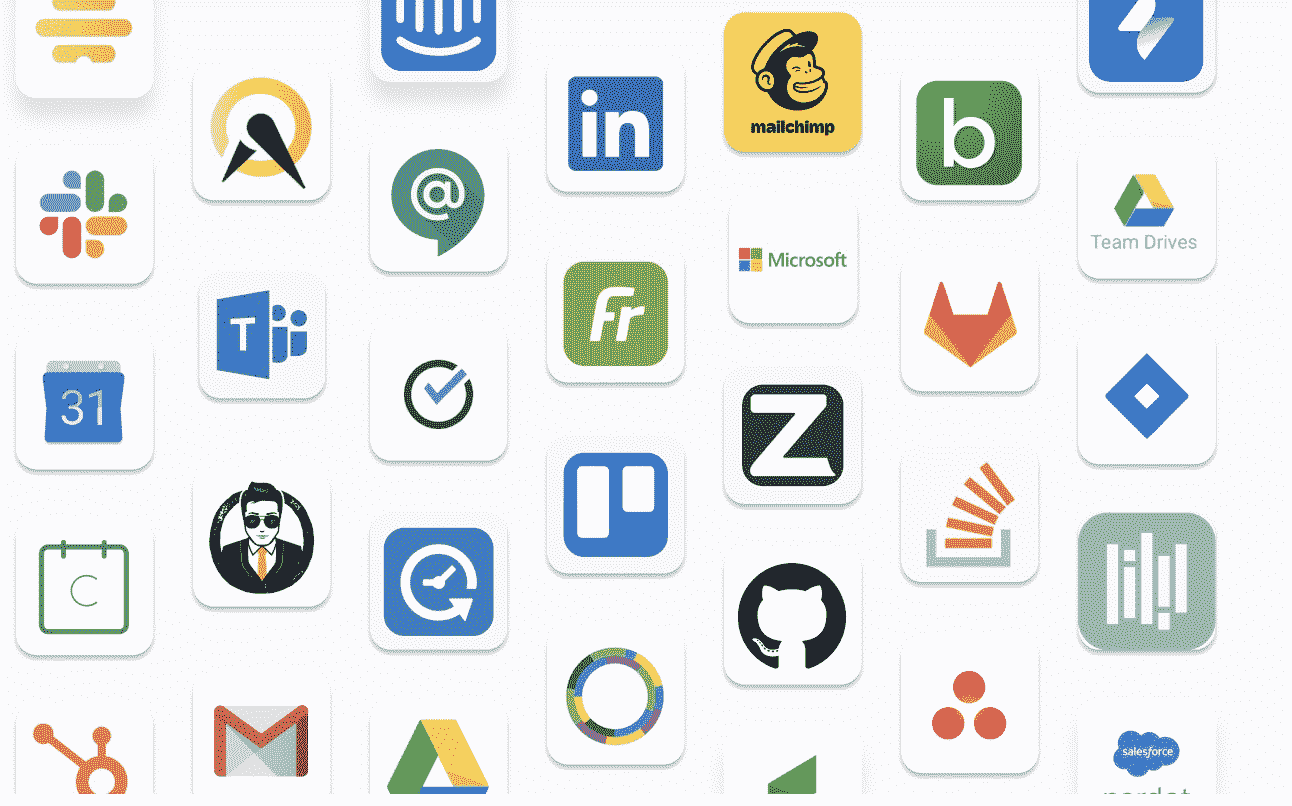 in
mailchimp
b
@
Microsoft
Team Drives
T
Fr
31
Z
C
salesforce
pardot